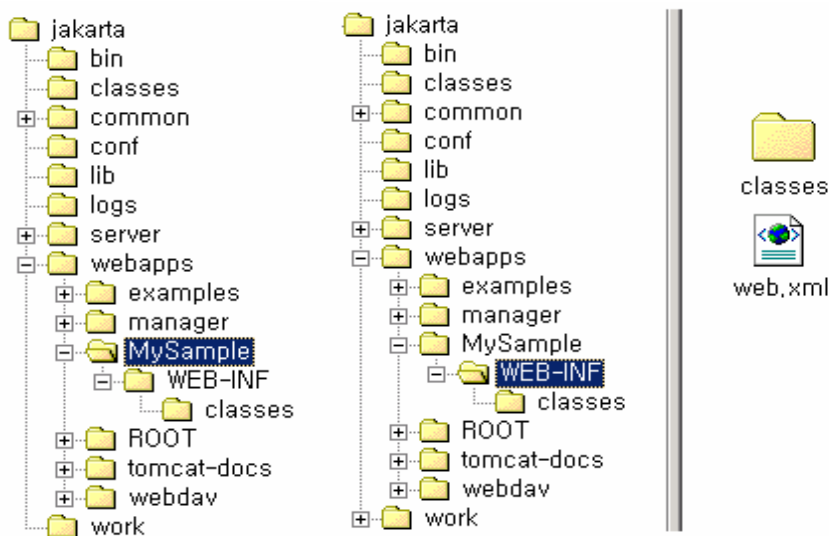 jakarta
bin
classes
common
conf
lib
logs
server
webapps
examples
manager
MySample
WEB-INF
classes
ROOT
tomcat-docs
webdav
work
jakarta
bin
classes
common
conf
lib
logs
server
webapps
examples
manager
MySample
WEB-INF
classes
ROOT
tomcat-docs
webdav
work
classes
web.xml